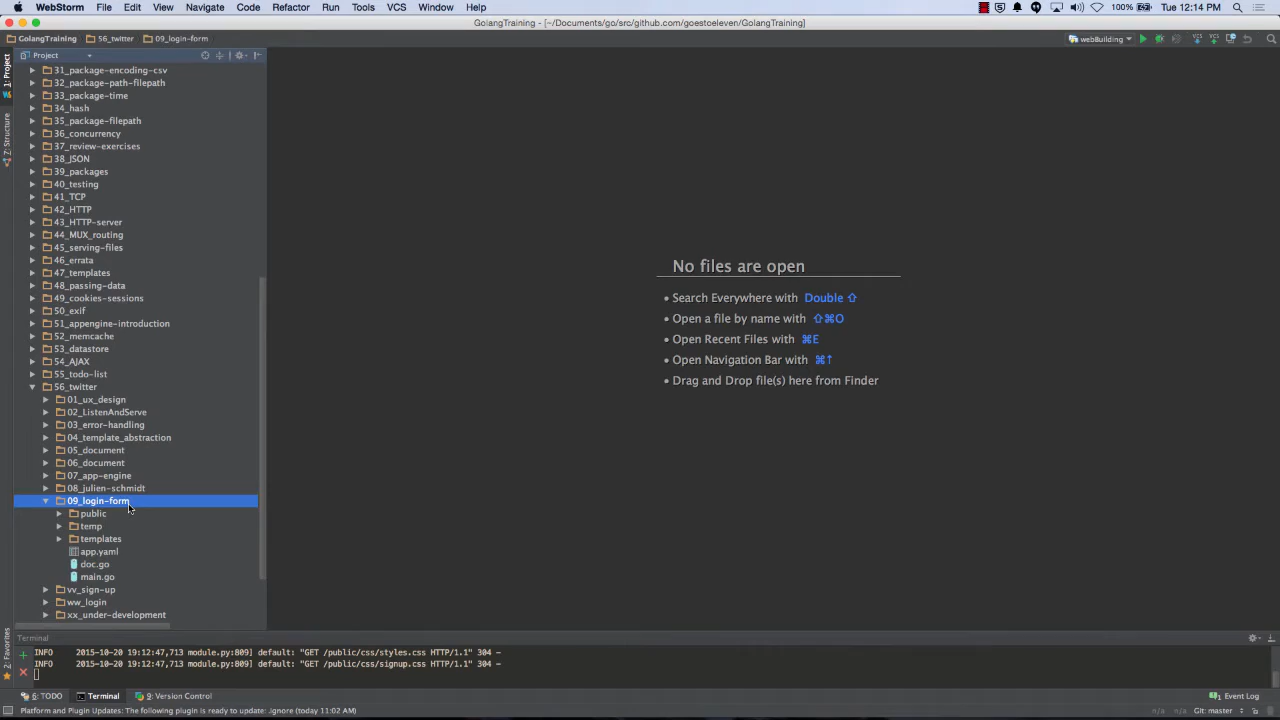 WebStorm File Edit View Navigate Code Refactor Run Tools VCS Window Help 100% Tue 12:14 PM
GolangTraining - [~/Documents/go/src/github.com/goestoeleven/GolangTraining]
GolangTraining 56_twitter 09_login-form webBuilding
Project
1: Project
Z: Structure
2: Favorites
31_package-encoding-csv
32_package-path-filepath
33_package-time
34_hash
35_package-filepath
36_concurrency
37_review-exercises
38_JSON
39_packages
40_testing
41_TCP
42_HTTP
43_HTTP-server
44_MUX_routing
45_serving-files
46_errata
47_templates
48_passing-data
49_cookies-sessions
50_exif
51_appengine-introduction
52_memcache
53_datastore
54_AJAX
55_todo-list
56_twitter
01_ux_design
02_ListenAndServe
03_error-handling
04_template_abstraction
05_document
06_document
07_app-engine
08_julien-schmidt
09_login-form
public
temp
templates
app.yaml
doc.go
main.go
vv_sign-up
ww_login
xx_under-development
No files are open
• Search Everywhere with Double ⇧
• Open a file by name with ⇧⌘O
• Open Recent Files with ⌘E
• Open Navigation Bar with ⌘↑
• Drag and Drop file(s) here from Finder
Terminal
INFO 2015-10-20 19:12:47,713 module.py:809] default: "GET /public/css/styles.css HTTP/1.1" 304 -
INFO 2015-10-20 19:12:47,713 module.py:809] default: "GET /public/css/signup.css HTTP/1.1" 304 -
6: TODO Terminal 9: Version Control Event Log
Platform and Plugin Updates: The following plugin is ready to update: .ignore (today 11:02 AM) n/a n/a Git: master